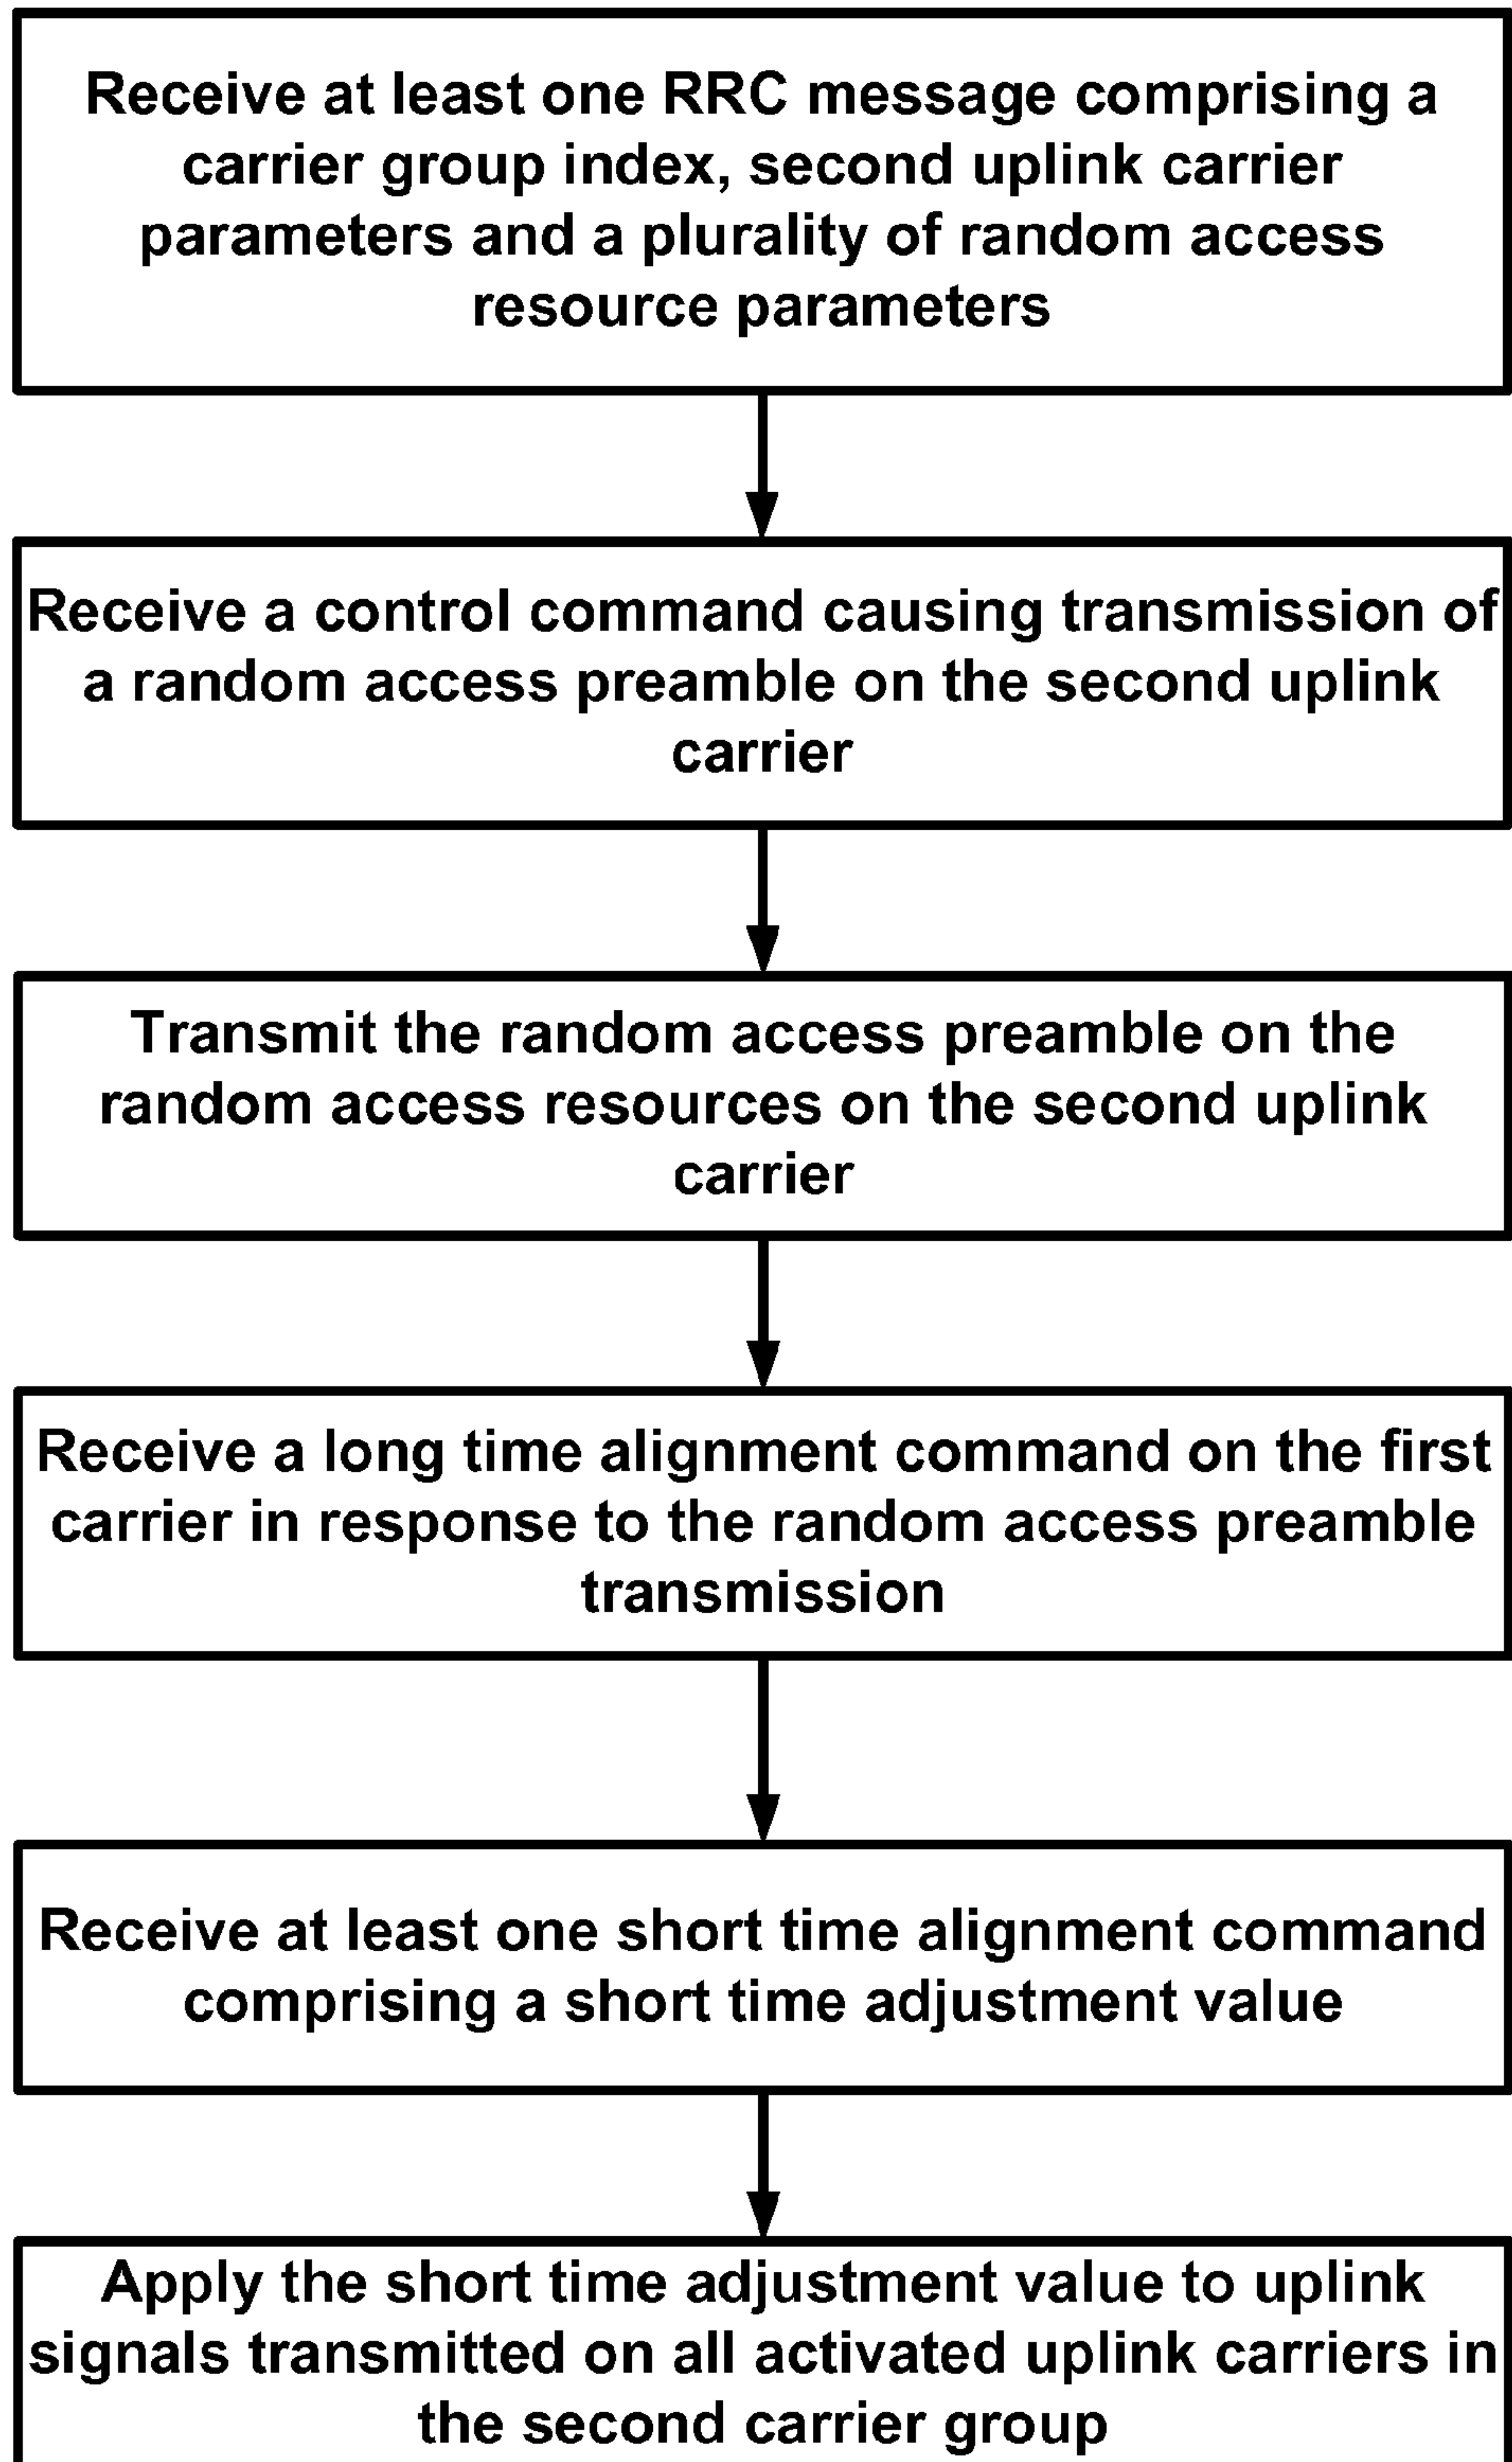 Receive at least one RRC message comprising a
carrier group index, second uplink carrier
parameters and a plurality of random access
resource parameters
Receive a control command causing transmission of
a random access preamble on the second uplink
carrier
Transmit the random access preamble on the
random access resources on the second uplink
carrier
Receive a long time alignment command on the first
carrier in response to the random access preamble
transmission
Receive at least one short time alignment command
comprising a short time adjustment value
Apply the short time adjustment value to uplink
signals transmitted on all activated uplink carriers in
the second carrier group